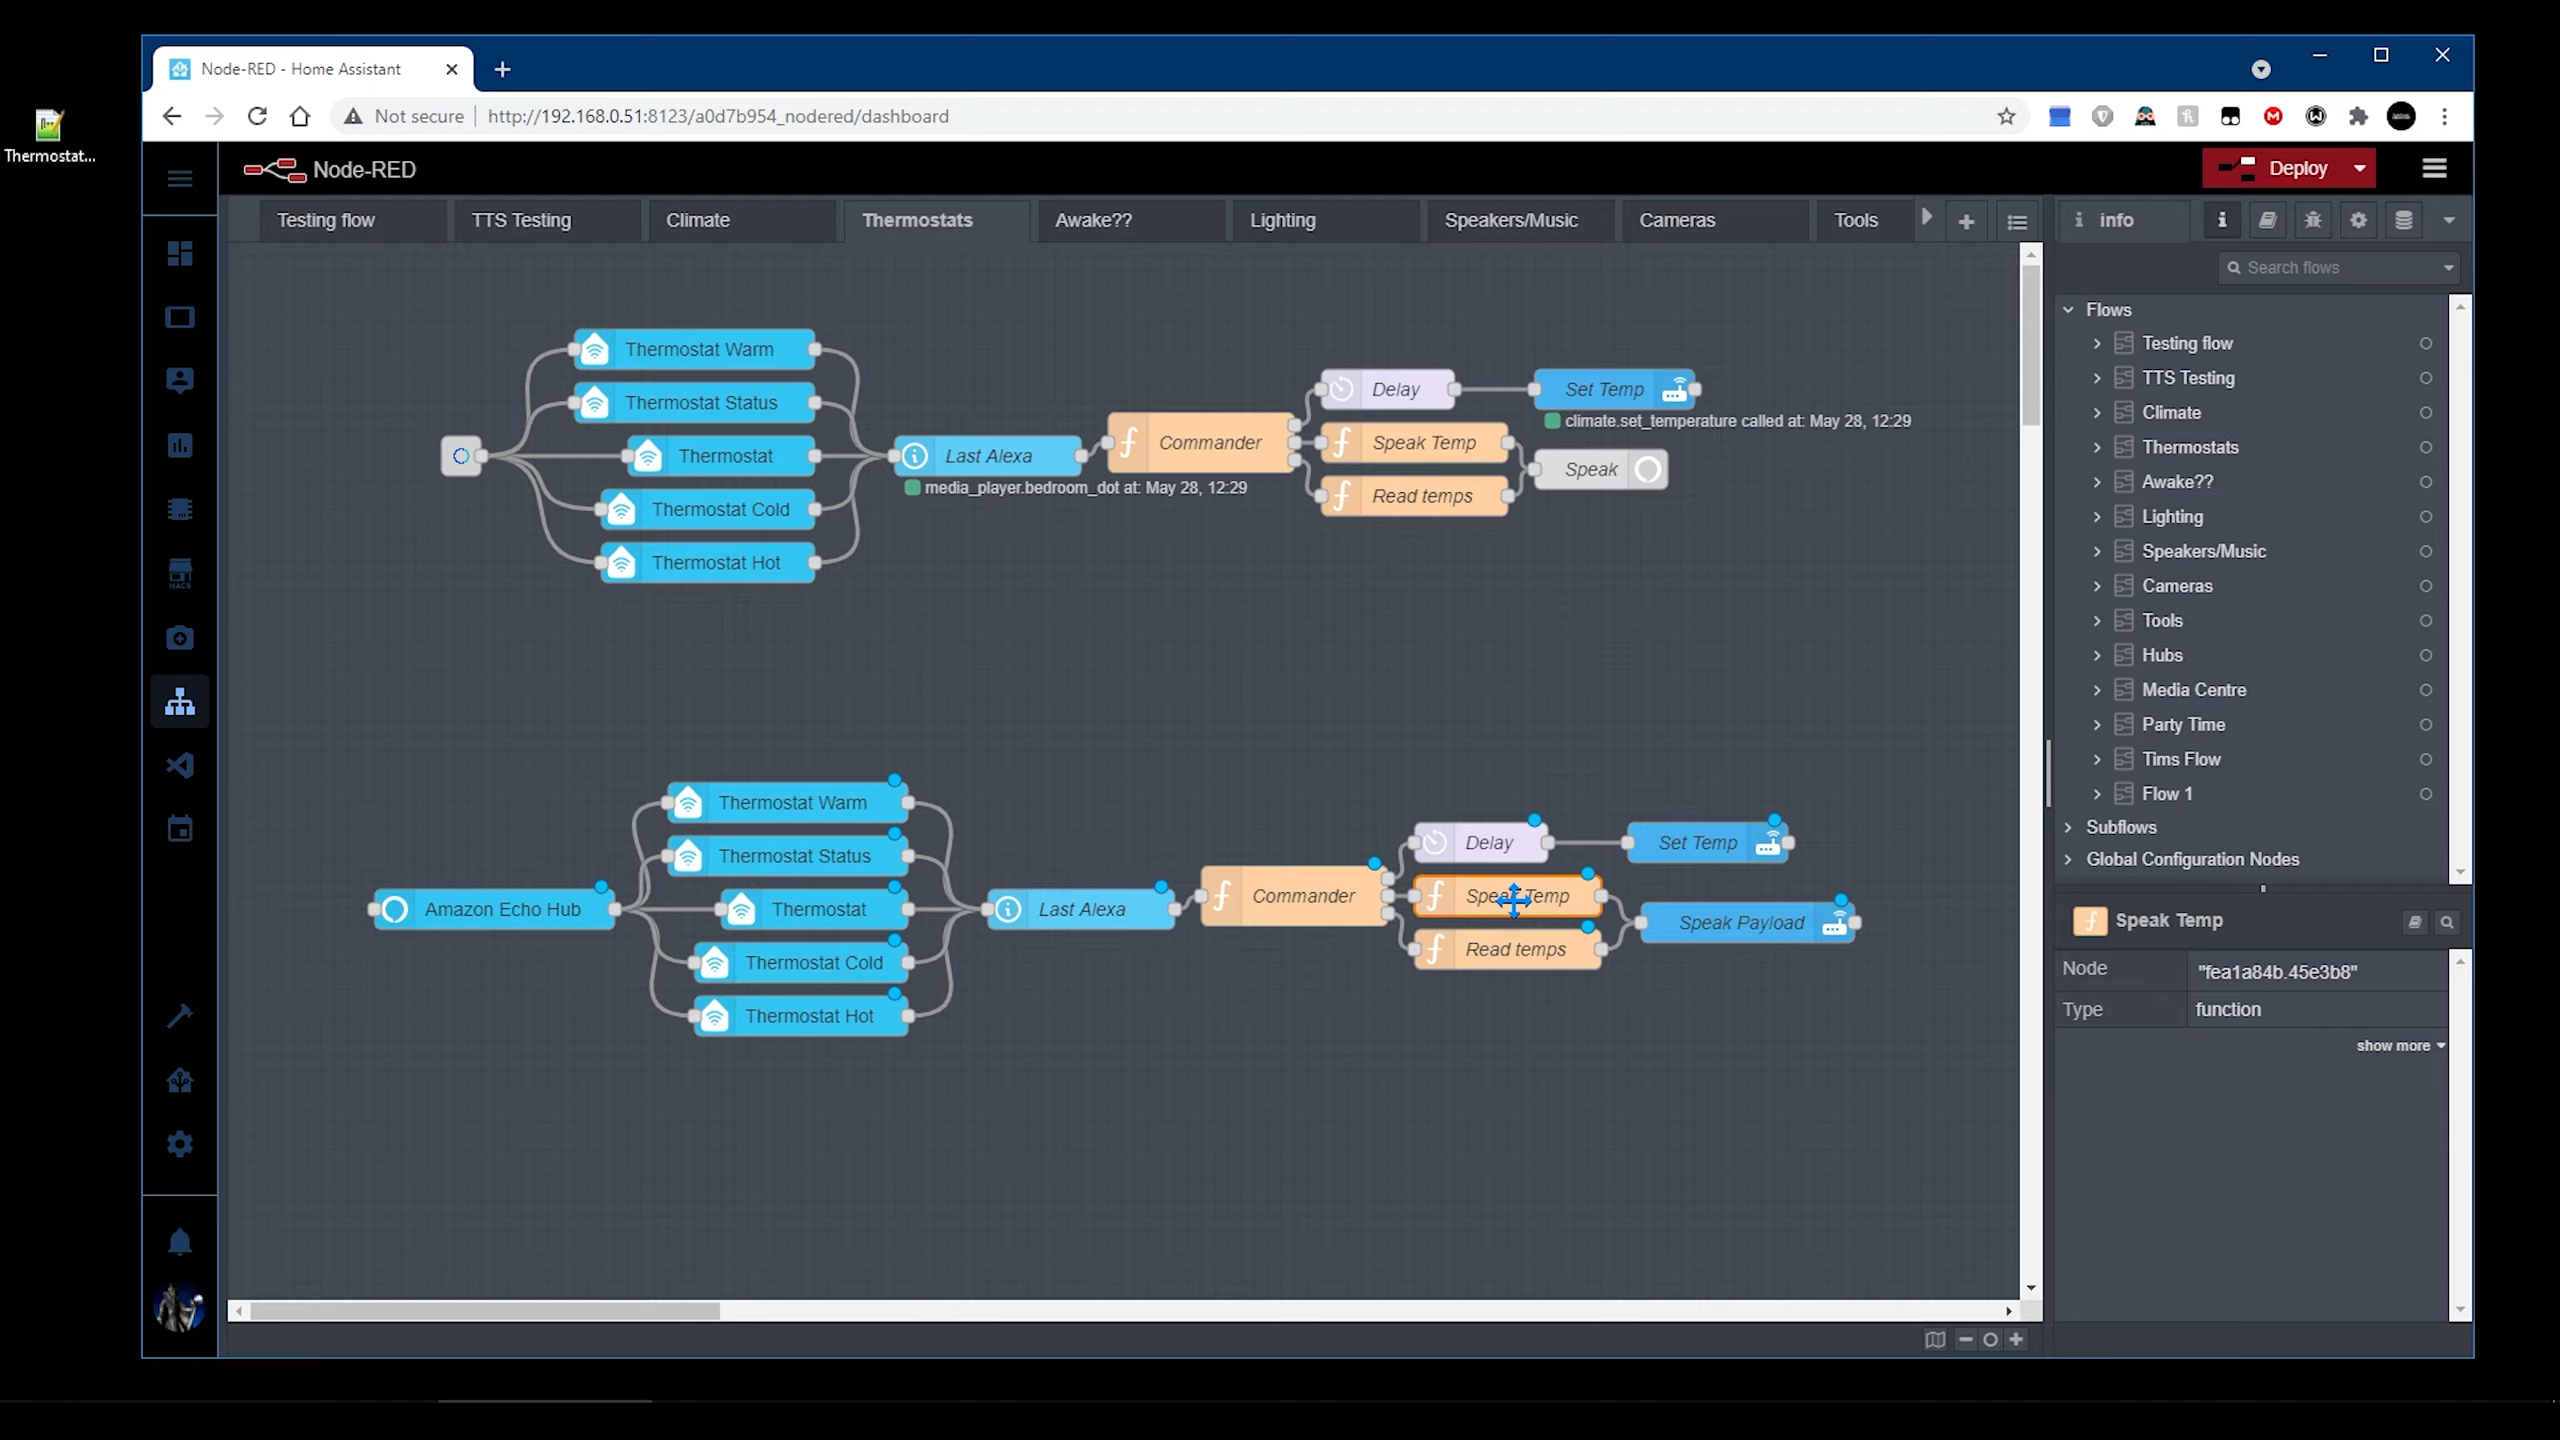 Node-RED - Home Assistant
Thermostat...
Not secure
http://192.168.0.51:8123/a0d7b954_nodered/dashboard
Node-RED
Deploy
Testing flow
TTS Testing
Climate
Thermostats
Awake??
Lighting
Speakers/Music
Cameras
Tools
info
Search flows
HACS
Thermostat Warm
Thermostat Status
Thermostat
Thermostat Cold
Thermostat Hot
Last Alexa
media_player.bedroom_dot at: May 28, 12:29
Commander
Delay
Speak Temp
Read temps
Set Temp
climate.set_temperature called at: May 28, 12:29
Speak
Amazon Echo Hub
Thermostat Warm
Thermostat Status
Thermostat
Thermostat Cold
Thermostat Hot
Last Alexa
Commander
Delay
Speak Temp
Read temps
Set Temp
Speak Payload
Flows
Testing flow
TTS Testing
Climate
Thermostats
Awake??
Lighting
Speakers/Music
Cameras
Tools
Hubs
Media Centre
Party Time
Tims Flow
Flow 1
Subflows
Global Configuration Nodes
Speak Temp
Node
"fea1a84b.45e3b8"
Type
function
show more